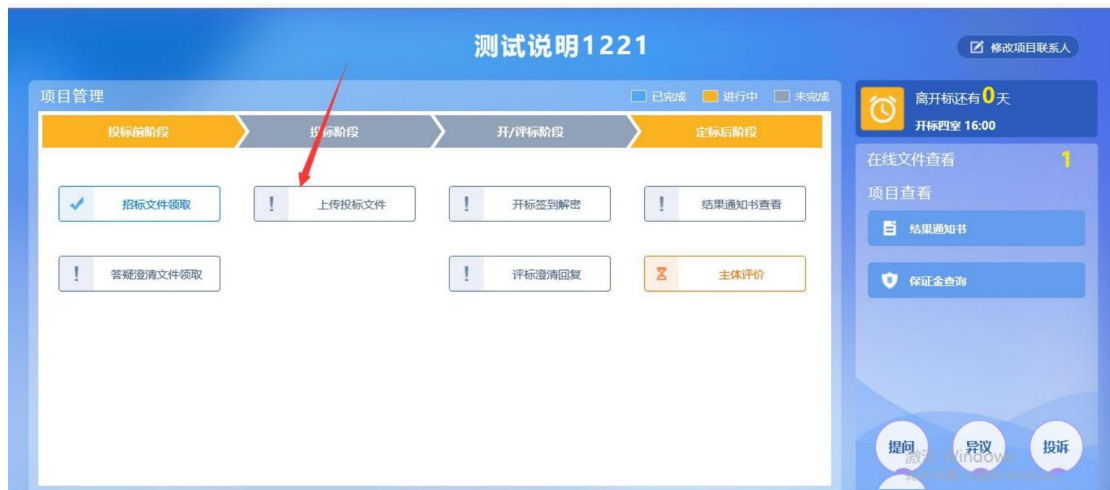 测试说明1221
修改项目联系人
项目管理
已完成 进行中 未完成
投标前阶段 投标阶段 开/评标阶段 定标后阶段
招标文件领取 上传投标文件 开标签到解密 结果通知书查看
答疑澄清文件领取 评标澄清回复 主体评价
离开标还有0天
开标四室 16:00
在线文件查看 1
项目查看
结果通知书
保证金查询
提问 异议 投诉
激活 Windows